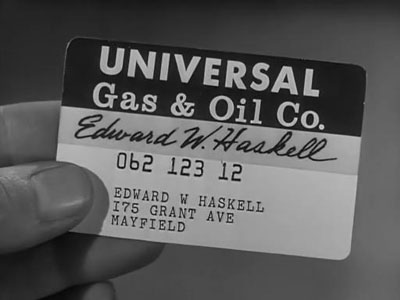 UNIVERSAL
Gas & Oil Co.
Edward W. Haskell
062 123 12
EDWARD W HASKELL
175 GRANT AVE
MAYFIELD